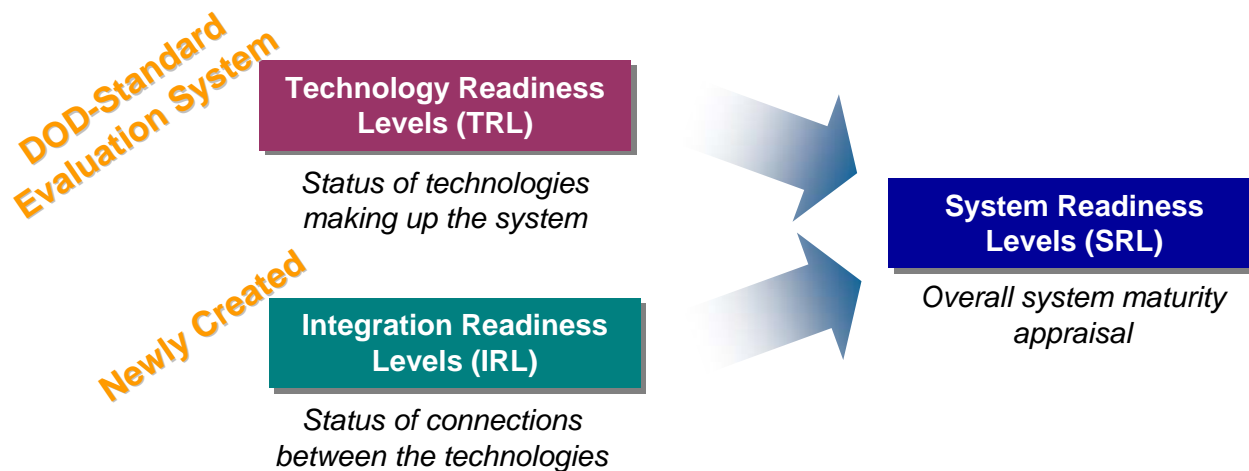 DOD-Standard
Evaluation System
Technology Readiness
Levels (TRL)
Status of technologies
making up the system
Newly Created
Integration Readiness
Levels (IRL)
Status of connections
between the technologies
System Readiness
Levels (SRL)
Overall system maturity
appraisal